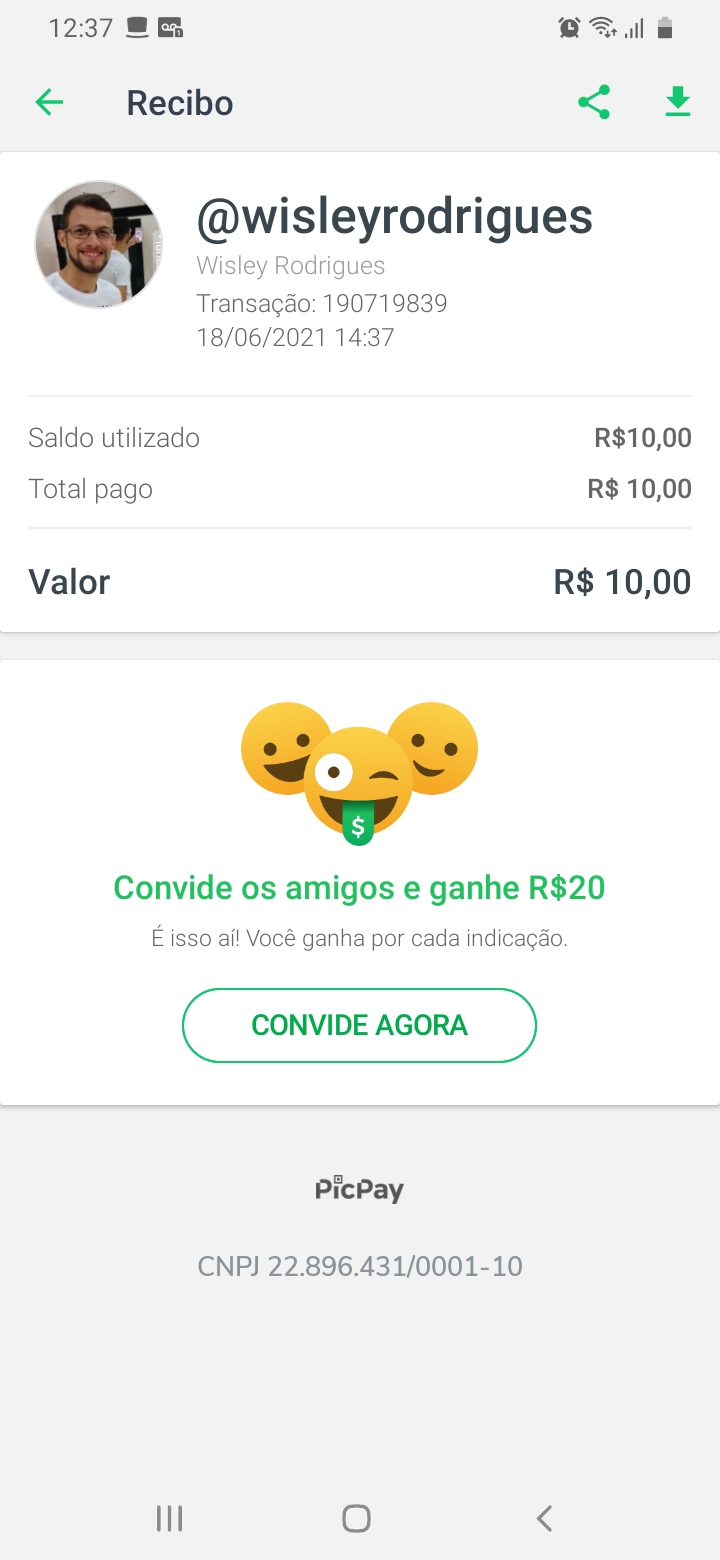 12:37
Recibo
@wisleyrodrigues
Wisley Rodrigues
Transação: 190719839
18/06/2021 14:37
Saldo utilizado R$10,00
Total pago R$ 10,00
Valor R$ 10,00
$
Convide os amigos e ganhe R$20
É isso aí! Você ganha por cada indicação.
CONVIDE AGORA
PicPay
CNPJ 22.896.431/0001-10